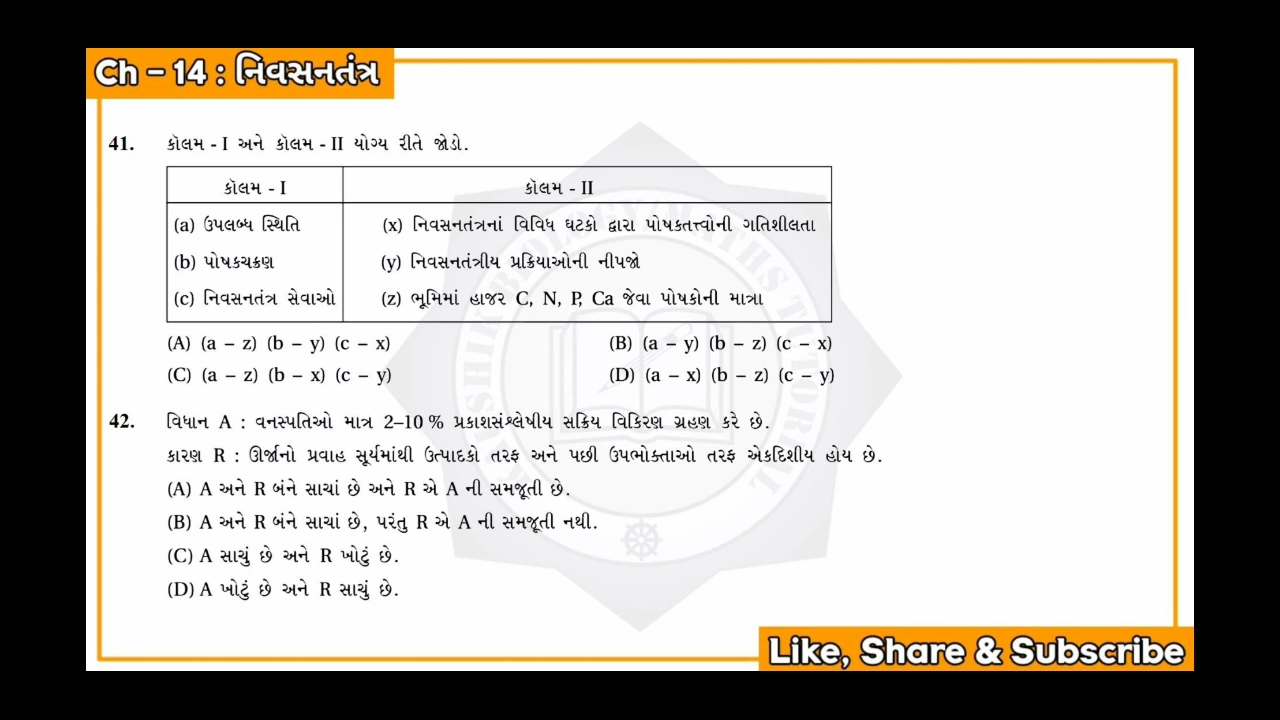 Ch – 14 : નિવસનતંત્ર
41. કૉલમ - I અને કૉલમ - II યોગ્ય રીતે જોડો.
કૉલમ - I કૉલમ - II
(a) ઉપલબ્ધ સ્થિતિ (x) નિવસનતંત્રનાં વિવિધ ઘટકો દ્વારા પોષકતત્ત્વોની ગતિશીલતા
(b) પોષકચક્રણ (y) નિવસનતંત્રીય પ્રક્રિયાઓની નીપજો
(c) નિવસનતંત્ર સેવાઓ (z) ભૂમિમાં હાજર C, N, P, Ca જેવા પોષકોની માત્રા
(A) (a – z) (b – y) (c – x) (B) (a – y) (b – z) (c – x)
(C) (a – z) (b – x) (c – y) (D) (a – x) (b – z) (c – y)
42. વિધાન A : વનસ્પતિઓ માત્ર 2–10 % પ્રકાશસંશ્લેષીય સક્રિય વિકિરણ ગ્રહણ કરે છે.
કારણ R : ઊર્જાનો પ્રવાહ સૂર્યમાંથી ઉત્પાદકો તરફ અને પછી ઉપભોક્તાઓ તરફ એકદિશીય હોય છે.
(A) A અને R બંને સાચાં છે અને R એ A ની સમજૂતી છે.
(B) A અને R બંને સાચાં છે, પરંતુ R એ A ની સમજૂતી નથી.
(C) A સાચું છે અને R ખોટું છે.
(D) A ખોટું છે અને R સાચું છે.
Like, Share & Subscribe